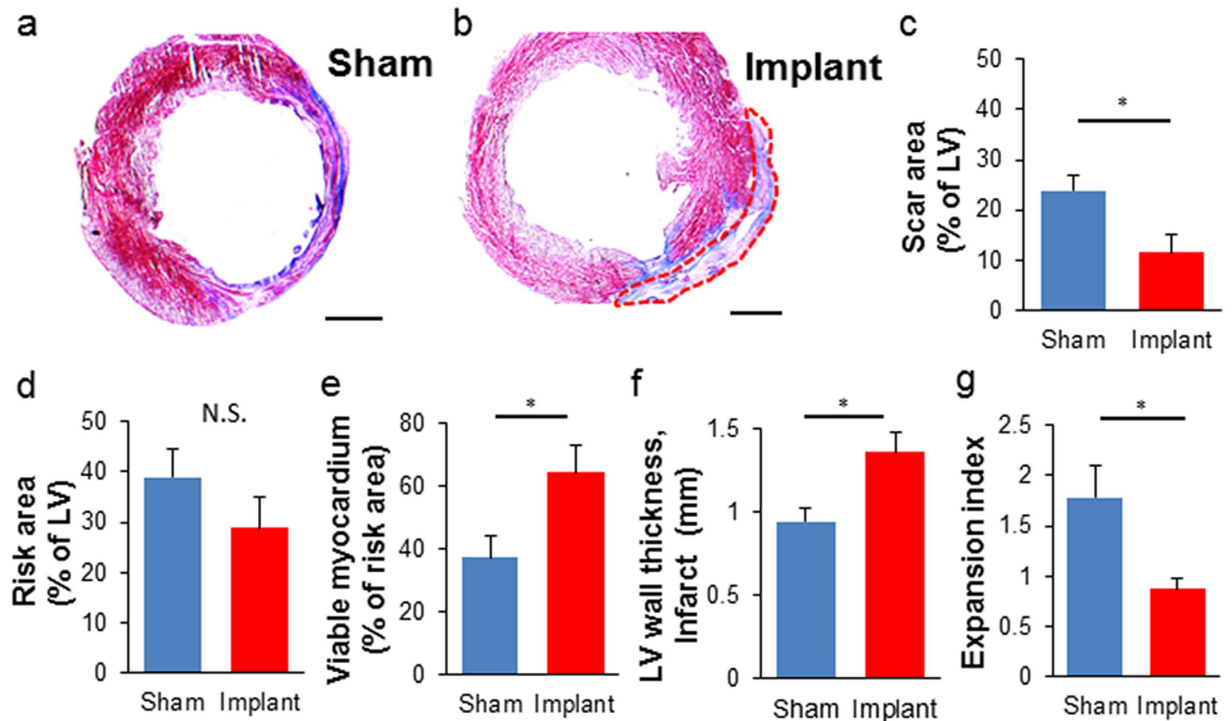 a
Sham
b
Implant
c
Scar area
(% of LV)
50
40
30
20
10
0
*
Sham
Implant
d
Risk area
(% of LV)
50
40
30
20
10
0
N.S.
Sham
Implant
e
Viable myocardium
(% of risk area)
80
60
40
20
0
*
Sham
Implant
f
LV wall thickness,
Infarct (mm)
1.5
1
0.5
0
*
Sham
Implant
g
Expansion index
2.5
2
1.5
1
0.5
0
*
Sham
Implant